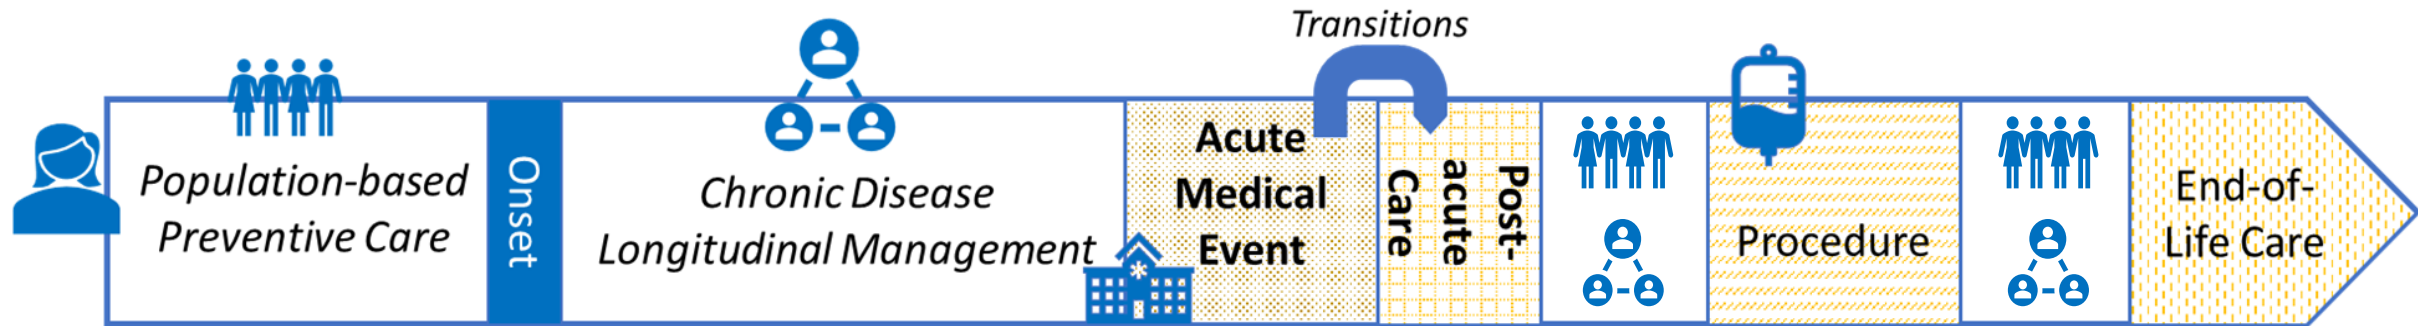 Transitions
Population-based
Preventive Care
Onset
Chronic Disease
Longitudinal Management
Acute
Medical
Event
Post-
acute
Care
Procedure
End-of-
Life Care